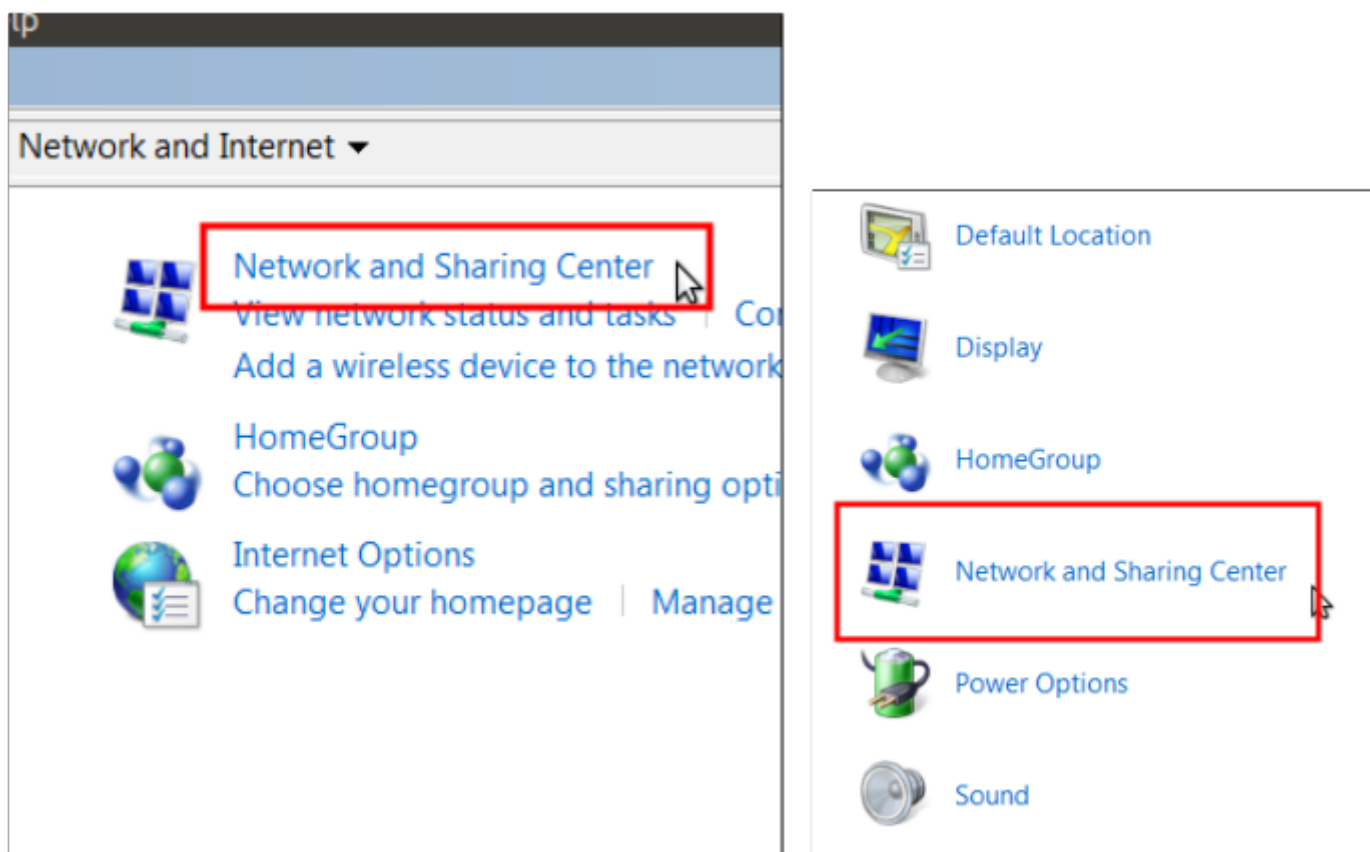 lp
Network and Internet
Network and Sharing Center
View network status and tasks
Add a wireless device to the network
HomeGroup
Choose homegroup and sharing opti
Internet Options
Change your homepage | Manage
Default Location
Display
HomeGroup
Network and Sharing Center
Power Options
Sound